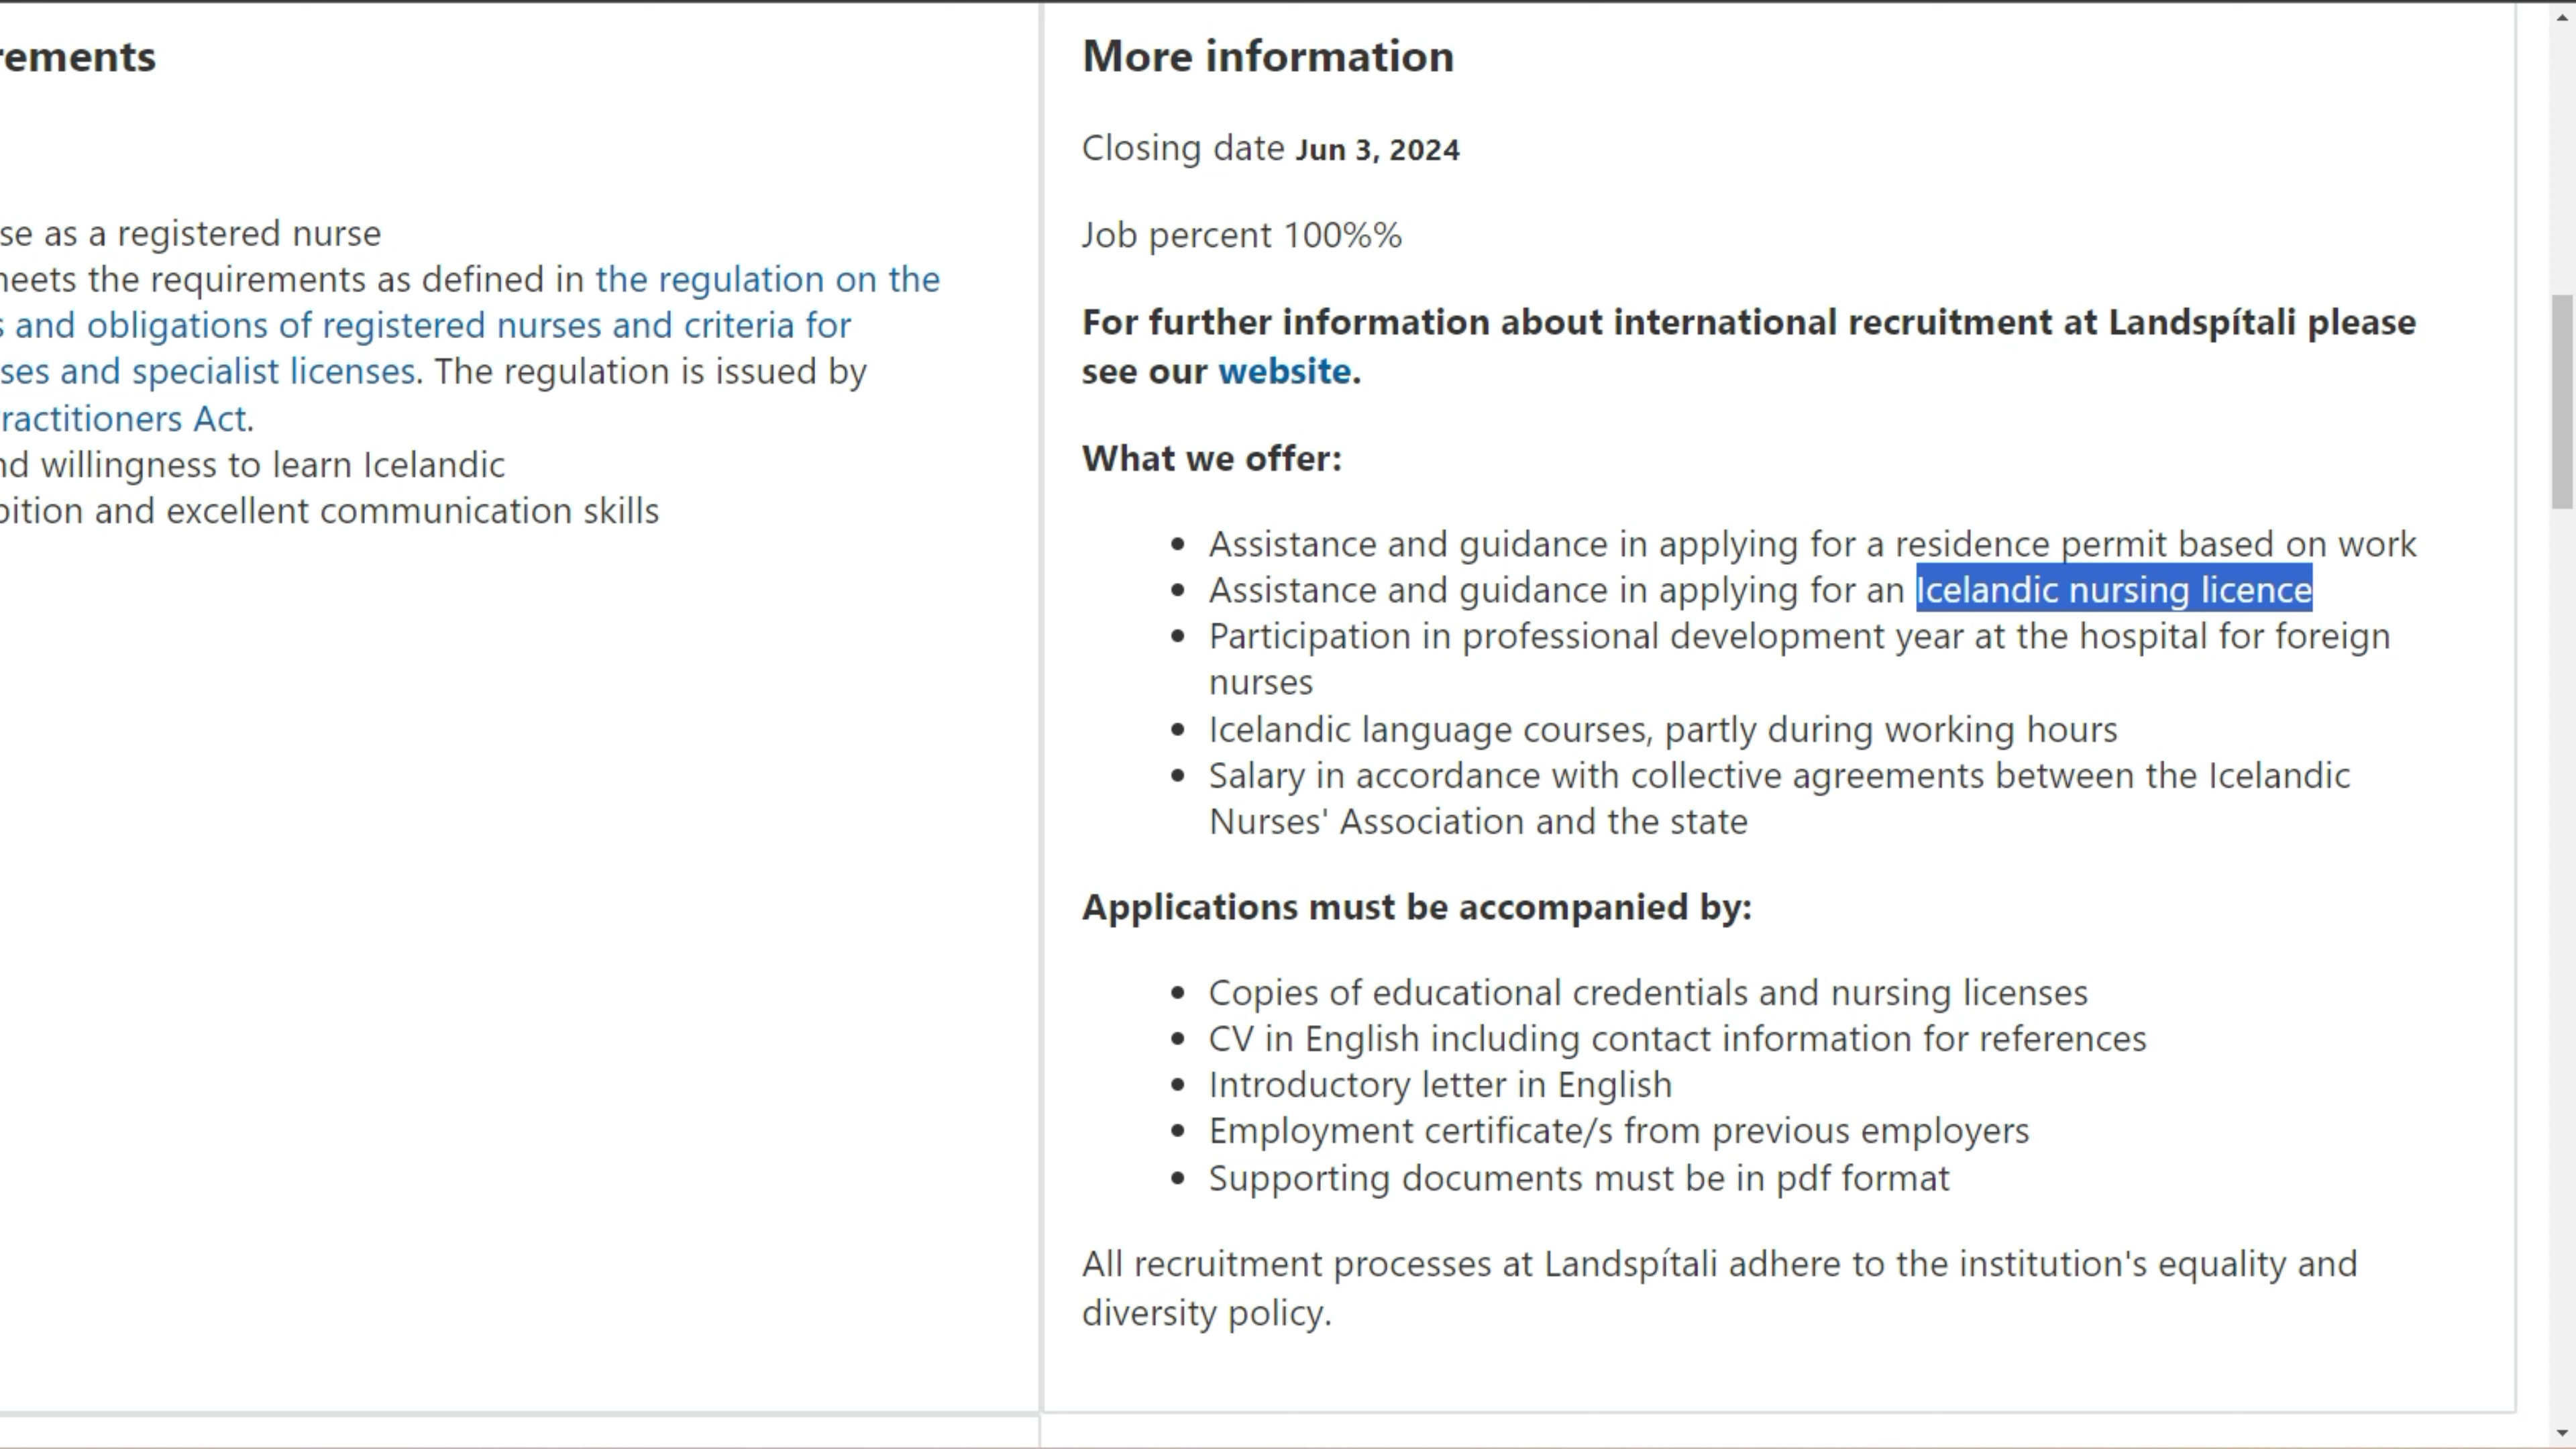 rements
se as a registered nurse
neets the requirements as defined in the regulation on the
s and obligations of registered nurses and criteria for
ses and specialist licenses. The regulation is issued by
ractitioners Act.
nd willingness to learn Icelandic
bition and excellent communication skills
More information
Closing date Jun 3, 2024
Job percent 100%%
For further information about international recruitment at Landspítali please
see our website.
What we offer:
• Assistance and guidance in applying for a residence permit based on work
• Assistance and guidance in applying for an Icelandic nursing licence
• Participation in professional development year at the hospital for foreign
nurses
• Icelandic language courses, partly during working hours
• Salary in accordance with collective agreements between the Icelandic
Nurses' Association and the state
Applications must be accompanied by:
• Copies of educational credentials and nursing licenses
• CV in English including contact information for references
• Introductory letter in English
• Employment certificate/s from previous employers
• Supporting documents must be in pdf format
All recruitment processes at Landspítali adhere to the institution's equality and
diversity policy.